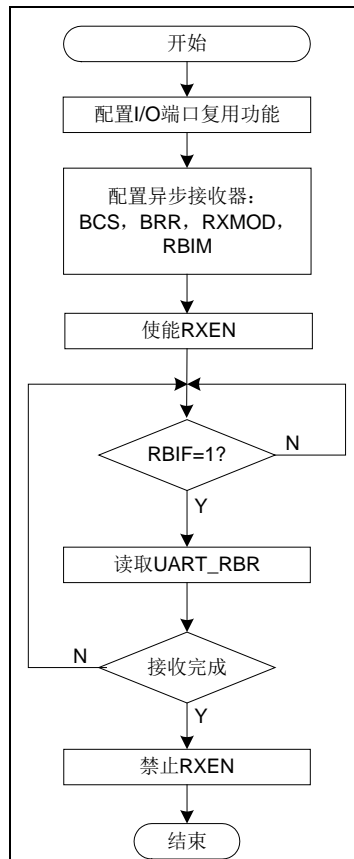 开始
配置I/O端口复用功能
配置异步接收器：
BCS，BRR，RXMOD，
RBIM
使能RXEN
RBIF=1?
N
Y
读取UART_RBR
N
接收完成
Y
禁止RXEN
结束